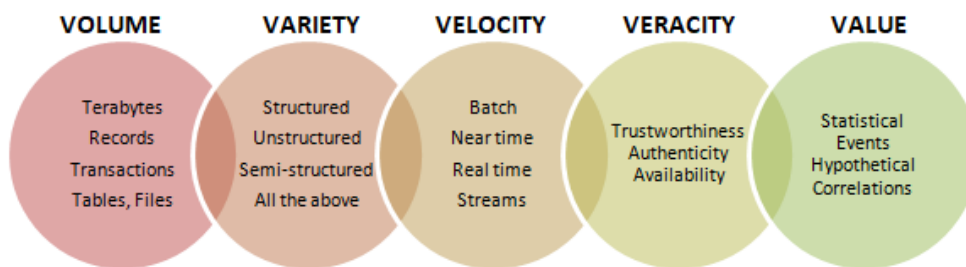 VOLUME
Terabytes
Records
Transactions
Tables, Files
VARIETY
Structured
Unstructured
Semi-structured
All the above
VELOCITY
Batch
Near time
Real time
Streams
VERACITY
Trustworthiness
Authenticity
Availability
VALUE
Statistical
Events
Hypothetical
Correlations